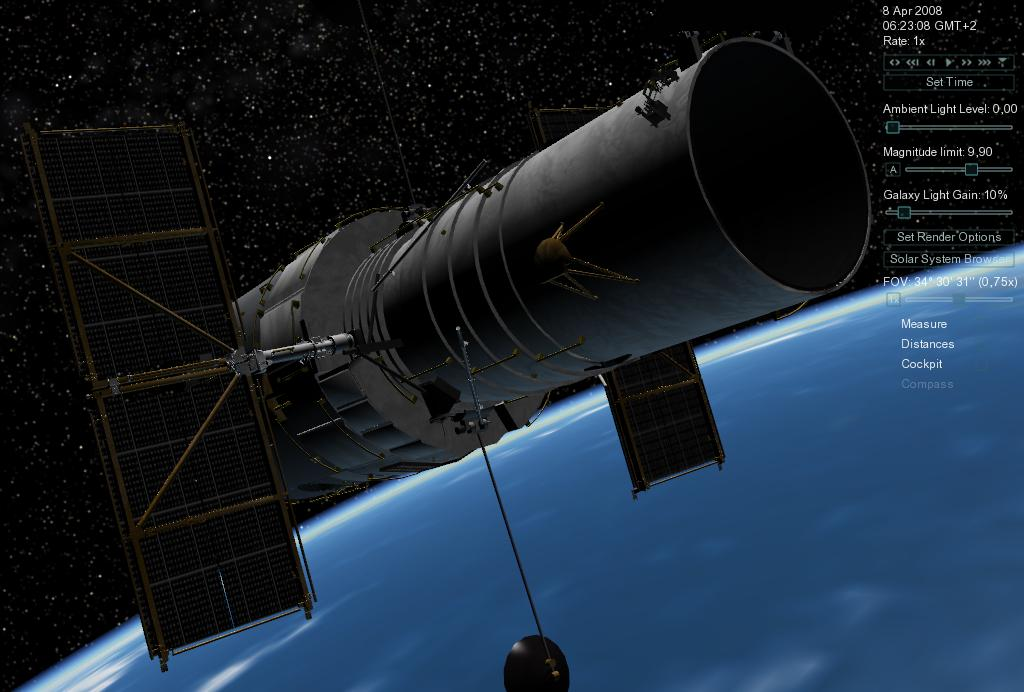 8 Apr 2008
06:23:08 GMT+2
Rate: 1x
Set Time
Ambient Light Level: 0,00
Magnitude limit: 9,90
A
Galaxy Light Gain: 10%
Set Render Options
Solar System Browser
FOV: 34° 30' 31'' (0,75x)
1x
Measure
Distances
Cockpit
Compass